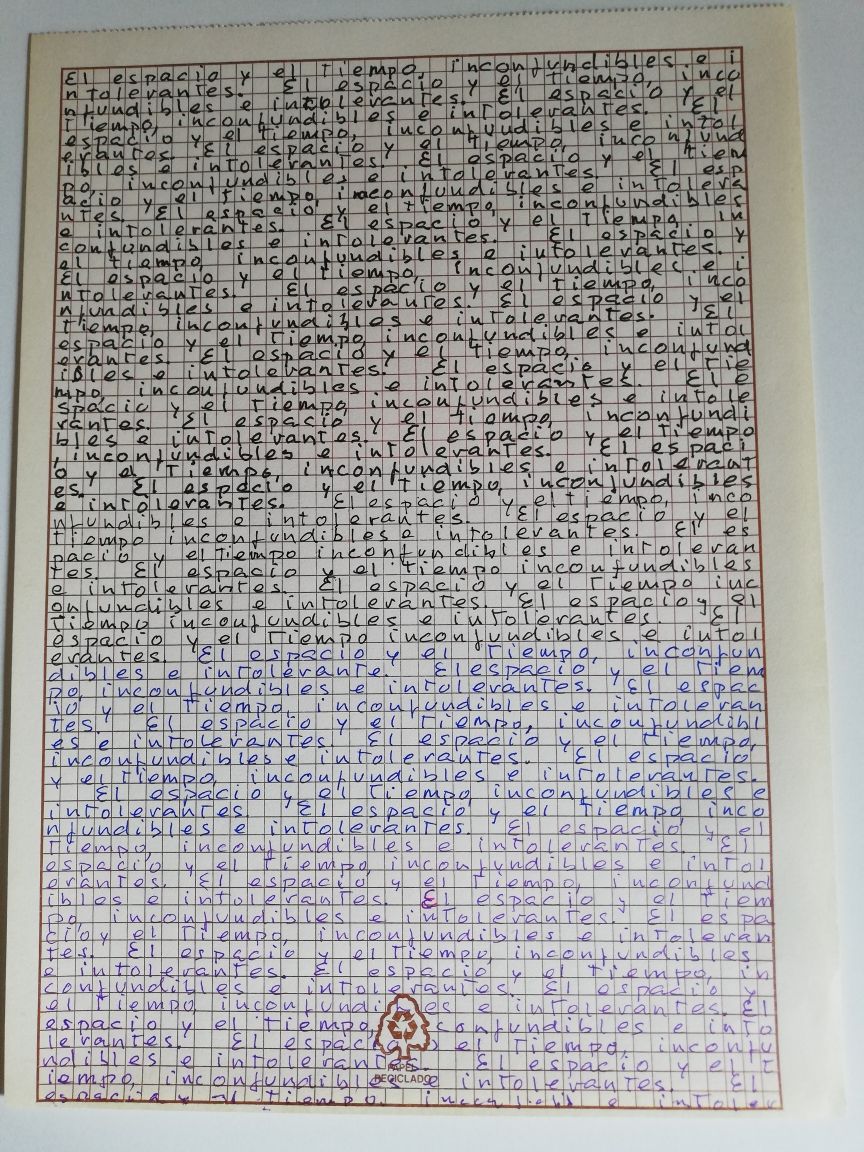 El espacio y el Tiempo, inconfundibles e i
ntolerantes. El espacio y el Tiempo, inco
nfundibles e intolerantes. El espacio y el
Tiempo, inconfundibles e intolerantes. El
espacio y el tiempo, inconfundibles e intol
erantes. El espacio y el tiempo, inconfund
ibles e intolerantes. El espacio y el tiem
po, inconfundibles e intolerantes. El esp
acio y el tiempo, inconfundibles e intolera
ntes. El espacio y el tiempo, inconfundibles
e intolerantes. El espacio y el Tiempo, in
confundibles e intolerantes. El espacio y
el tiempo, inconfundibles e intolerantes.
El espacio y el Tiempo, inconfundibles e i
ntolerantes. El espacio y el tiempo, inco
nfundibles e intolerantes. El espacio y el
tiempo, inconfundibles e intolerantes. El
espacio y el tiempo, inconfundibles e intol
erantes. El espacio y el Tiempo, inconfund
ibles e intolerantes. El espacio y el Tie
mpo, inconfundibles e intolerantes. El e
spacio y el Tiempo, inconfundibles e intole
rantes. El espacio y el tiempo, inconfundi
bles e intolerantes. El espacio y el Tiempo
, inconfundibles e intolerantes. El espaci
o y el Tiempo, inconfundibles e intolerant
es. El espacio y el Tiempo, inconfundibles
e intolerantes. El espacio y el tiempo, inco
nfundibles e intolerantes. El espacio y el
Tiempo inconfundibles e intolerantes. El es
pacio y el Tiempo inconfundibles e intoleran
tes. El espacio y el Tiempo inconfundibles
e intolerantes. El espacio y el Tiempo inc
onfundibles e intolerantes. El espacio y el
Tiempo inconfundibles e intolerantes. El
espacio y el Tiempo inconfundibles e intol
erantes. El espacio y el Tiempo, inconfun
dibles e intolerante. El espacio y el Tiem
po, inconfundibles e intolerantes. El espac
io y el Tiempo, inconfundibles e intoleran
tes. El espacio y el Tiempo, inconfundibl
es e intolerantes. El espacio y el Tiempo,
inconfundibles e intolerantes. El espacio
y el Tiempo, inconfundibles e intolerantes.
El espacio y el Tiempo, inconfundibles e
intolerantes. El espacio y el Tiempo, inco
nfundibles e intolerantes. El espacio y el
Tiempo, inconfundibles e intolerantes. El
espacio y el Tiempo, inconfundibles e intol
erantes. El espacio y el Tiempo, inconfund
ibles e intolerantes. El espacio y el Tiem
po, inconfundibles e intolerantes. El espa
cio y el Tiempo, inconfundibles e intoleran
tes. El espacio y el Tiempo, inconfundibles
e intolerantes. El espacio y el tiempo, in
confundibles e intolerantes. El espacio y
el Tiempo, inconfundibles e intolerantes. El
espacio y el Tiempo, confundibles e into
lerantes. El espacio el Tiempo, inconfu
ndibles e intolerantes. El espacio y el T
iempo, inconfundibles e intolerantes. El
espacio y el Tiempo, e intoler
PAPEL
RECICLADO